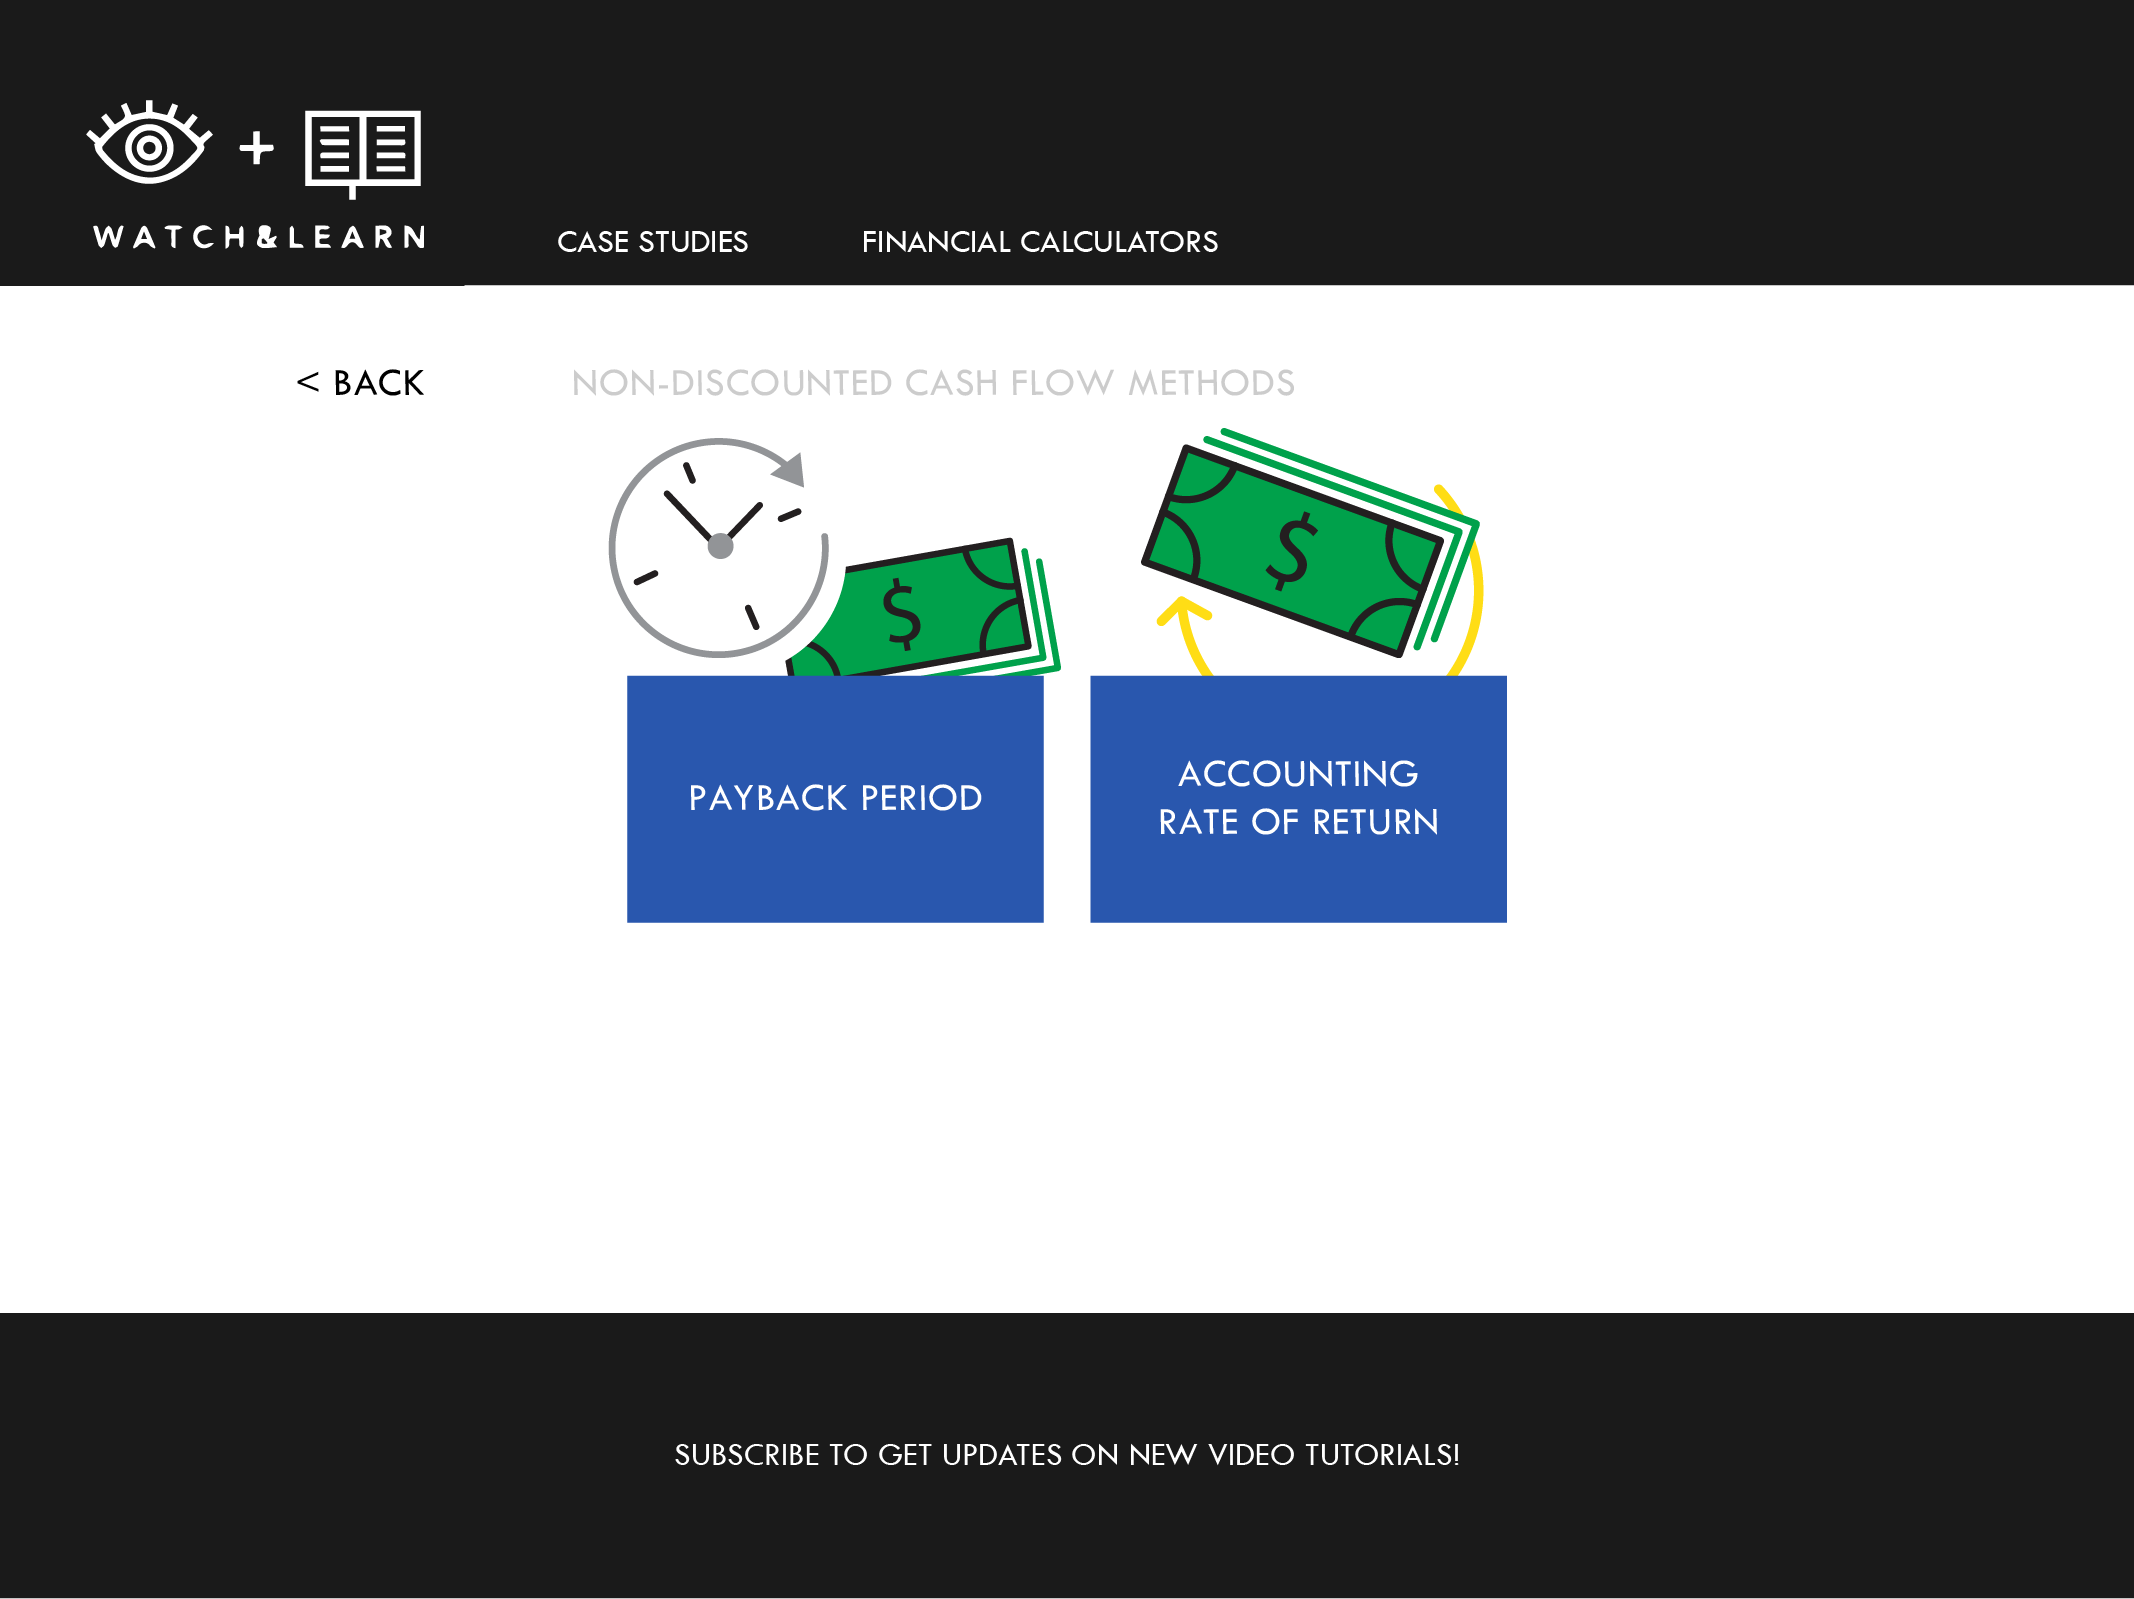 WATCH&LEARN
CASE STUDIES
FINANCIAL CALCULATORS
< BACK
NON-DISCOUNTED CASH FLOW METHODS
$
$
PAYBACK PERIOD
ACCOUNTING
RATE OF RETURN
SUBSCRIBE TO GET UPDATES ON NEW VIDEO TUTORIALS!